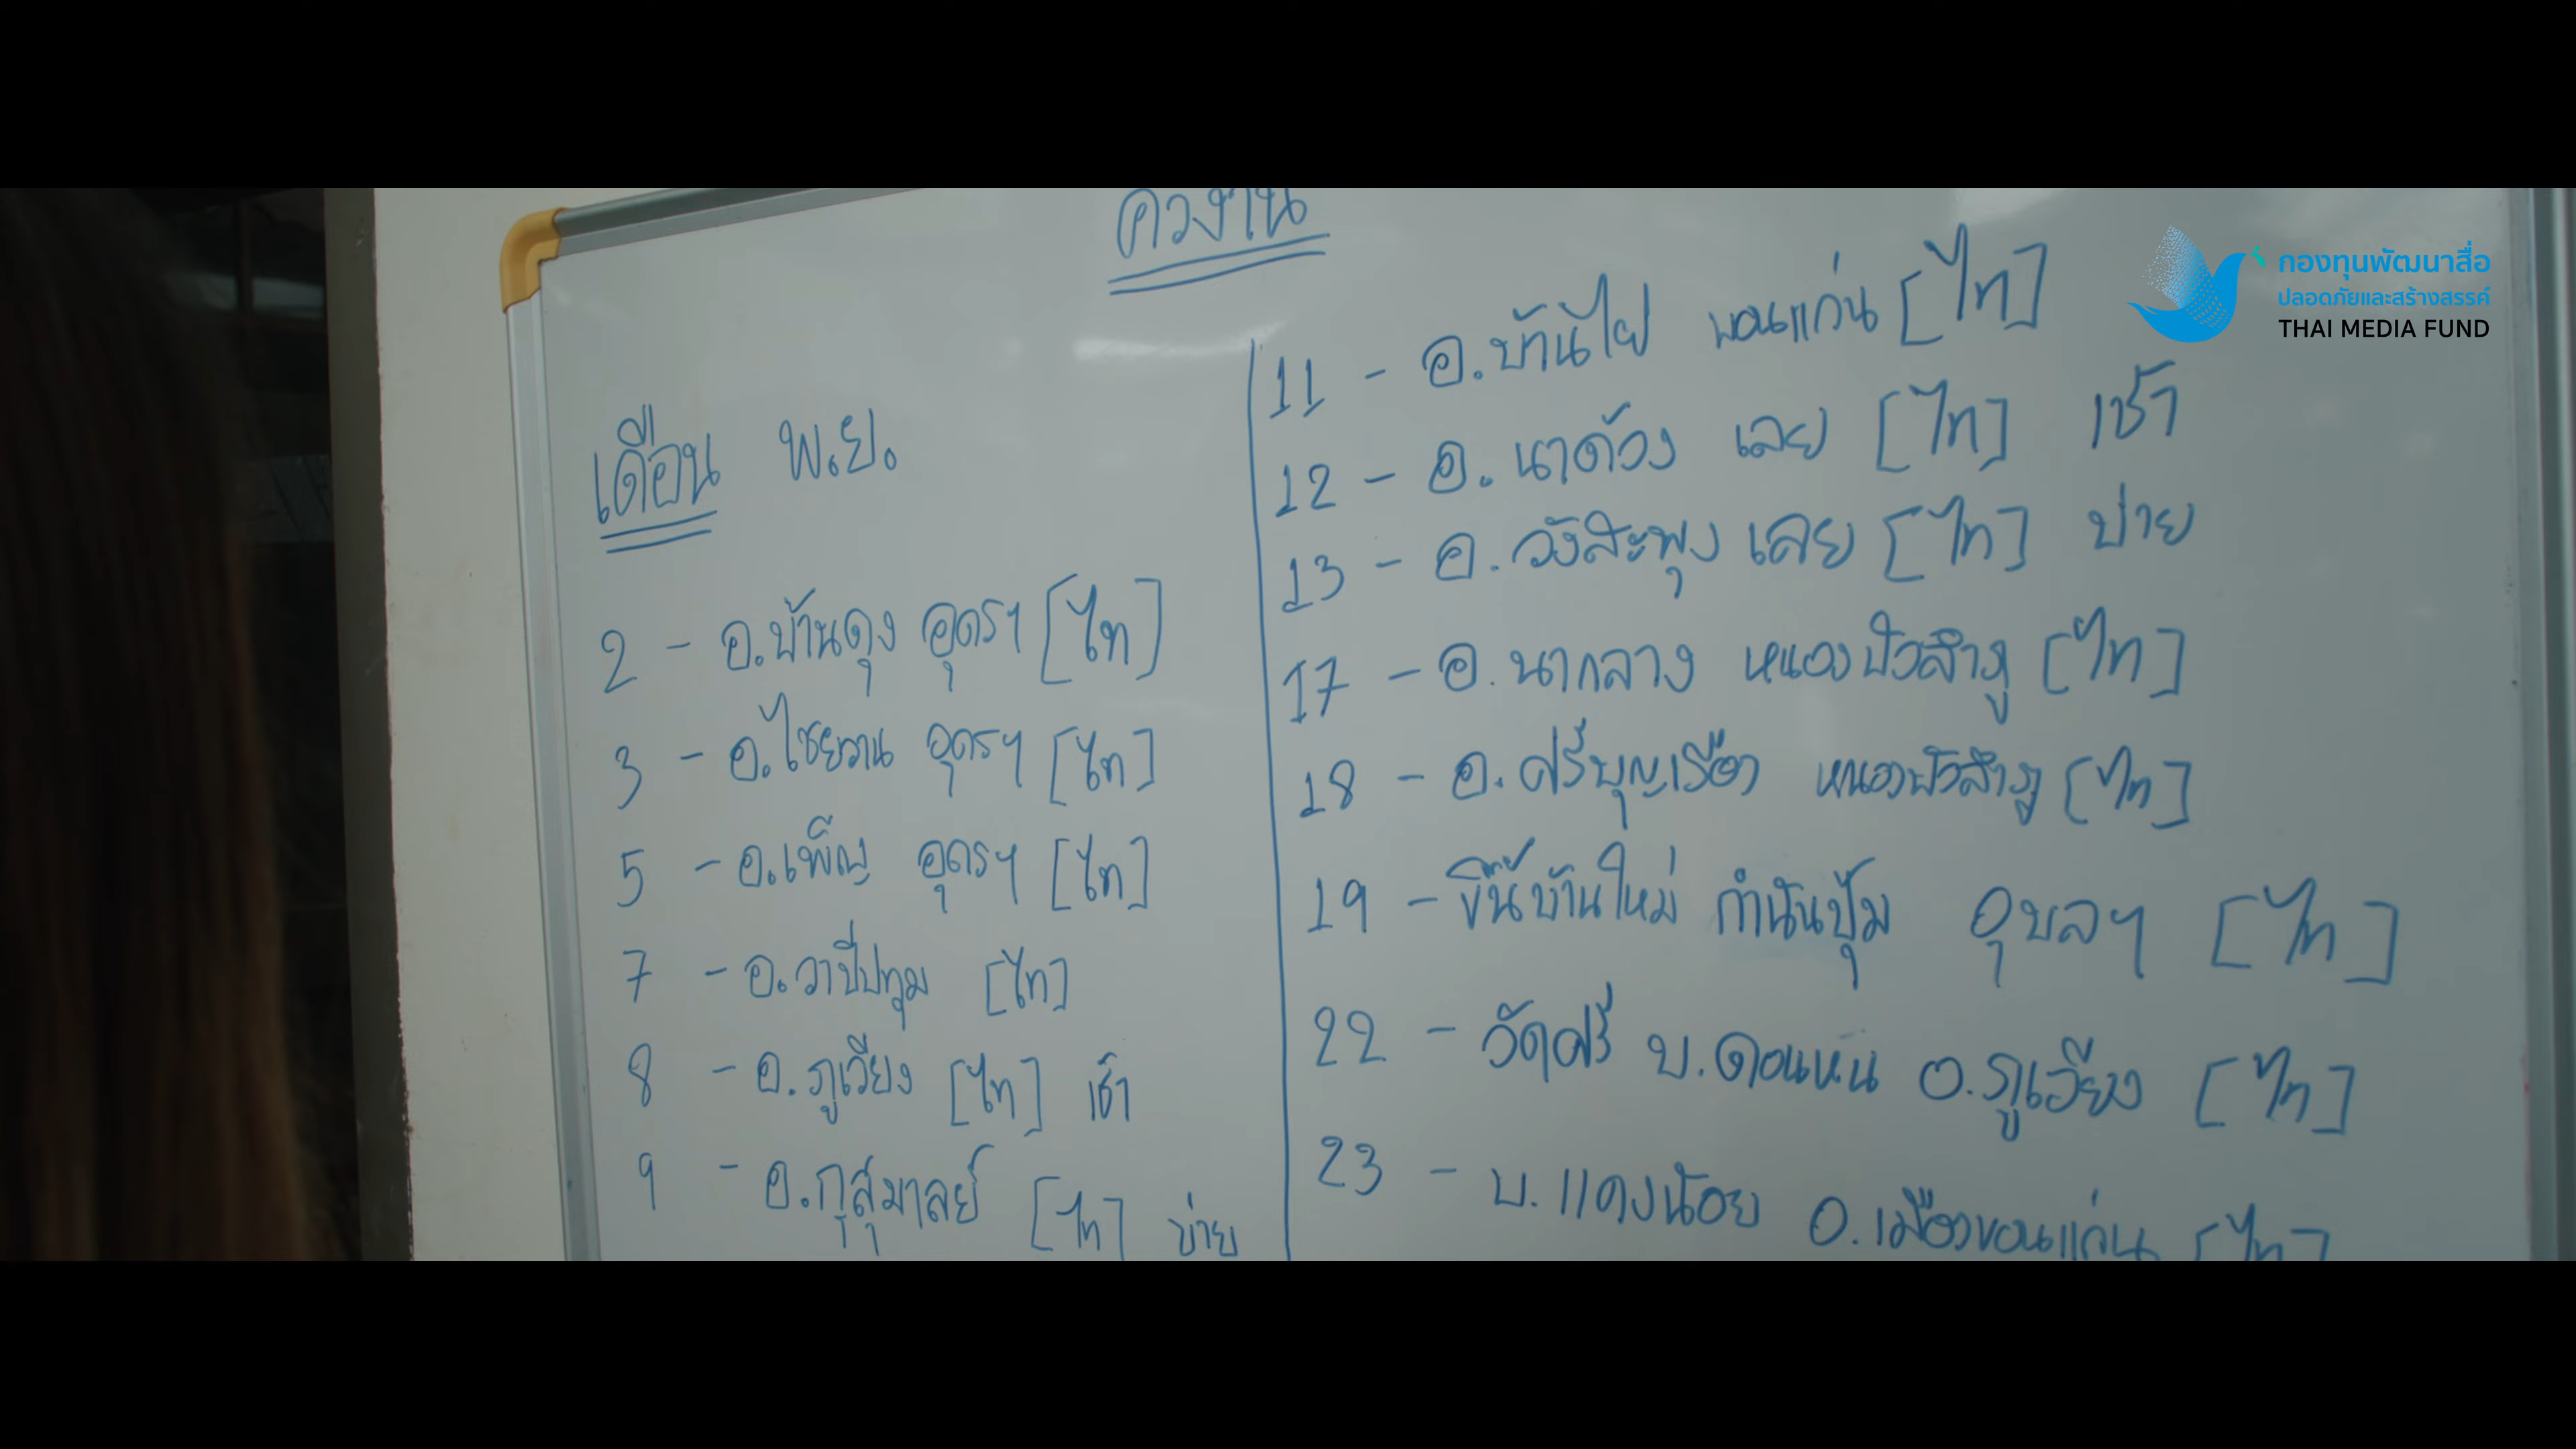 คิวงาน
เดือน พ.ย.
2 - อ.บ้านดุง อุดรฯ [ไท]
3 - อ.ไชยวาน อุดรฯ [ไท]
5 - อ.เพ็ญ อุดรฯ [ไท]
7 - อ.วาปีปทุม [ไท]
8 - อ.ภูเวียง [ไท] เช้า
9 - อ.กุสุมาลย์ [ไท] บ่าย
11 - อ.บ้านไผ่ ขอนแก่น [ไท]
12 - อ.นาด้วง เลย [ไท] เช้า
13 - อ.วังสะพุง เลย [ไท] บ่าย
17 - อ.นากลาง หนองบัวลำภู [ไท]
18 - อ.ศรีบุญเรือง หนองบัวลำภู [ไท]
19 - ขึ้นบ้านใหม่ กำนันปุ้ม อุบลฯ [ไท]
22 - วัดศรี บ.ดอนหัน อ.ภูเวียง [ไท]
23 - บ.แดงน้อย อ.เมืองขอนแก่น [ไท]
กองทุนพัฒนาสื่อ
ปลอดภัยและสร้างสรรค์
THAI MEDIA FUND